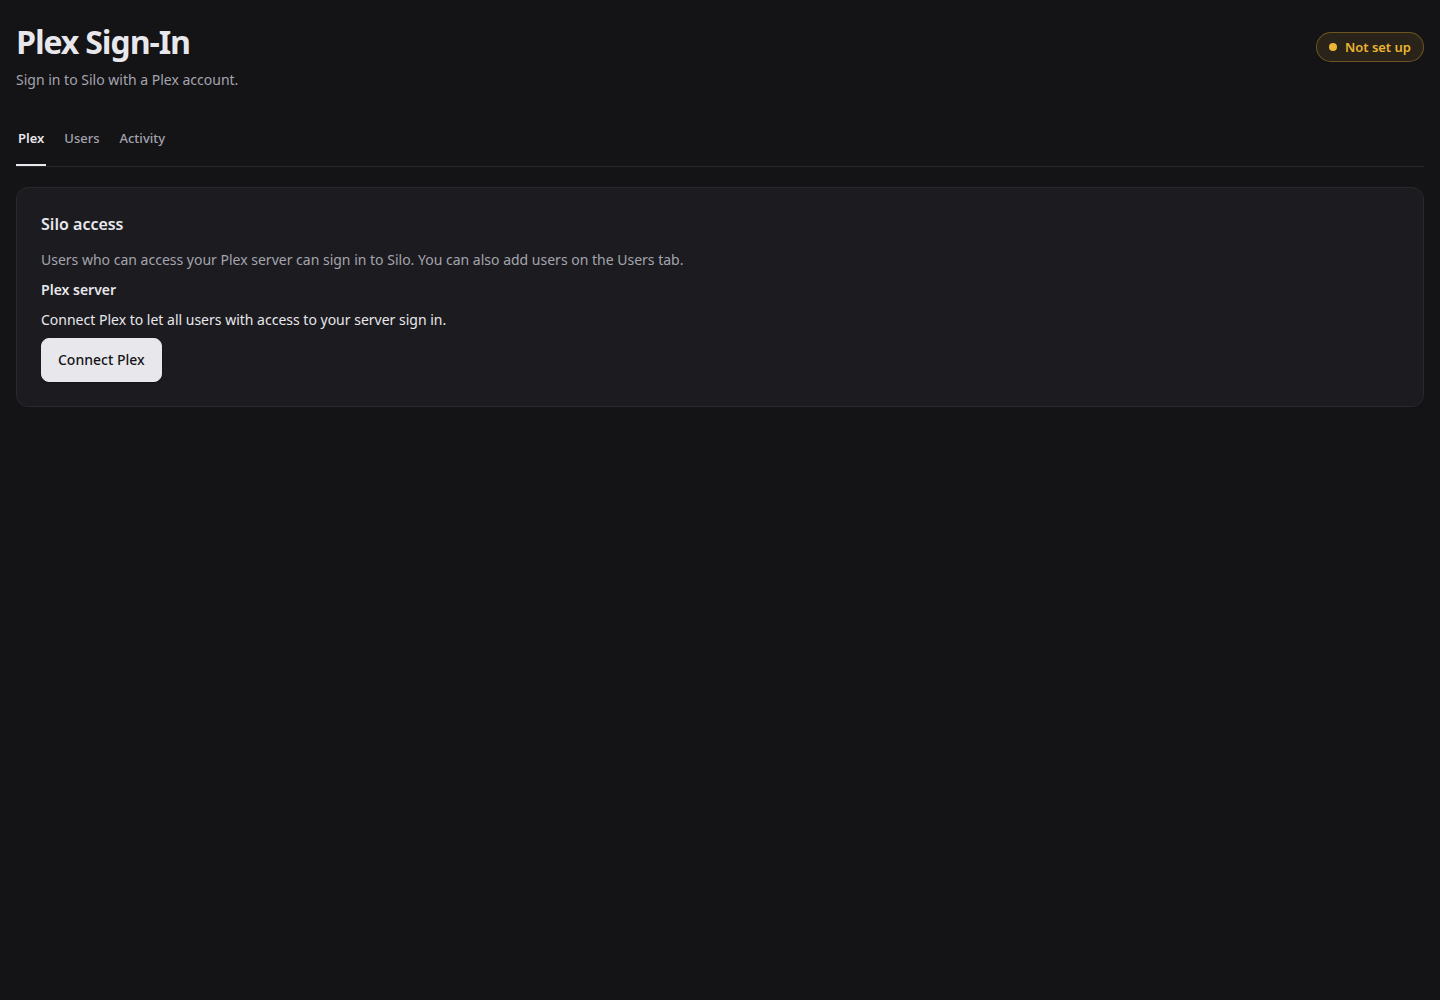 Plex Sign-In
Not set up
Sign in to Silo with a Plex account.
Plex Users Activity
Silo access
Users who can access your Plex server can sign in to Silo. You can also add users on the Users tab.
Plex server
Connect Plex to let all users with access to your server sign in.
Connect Plex